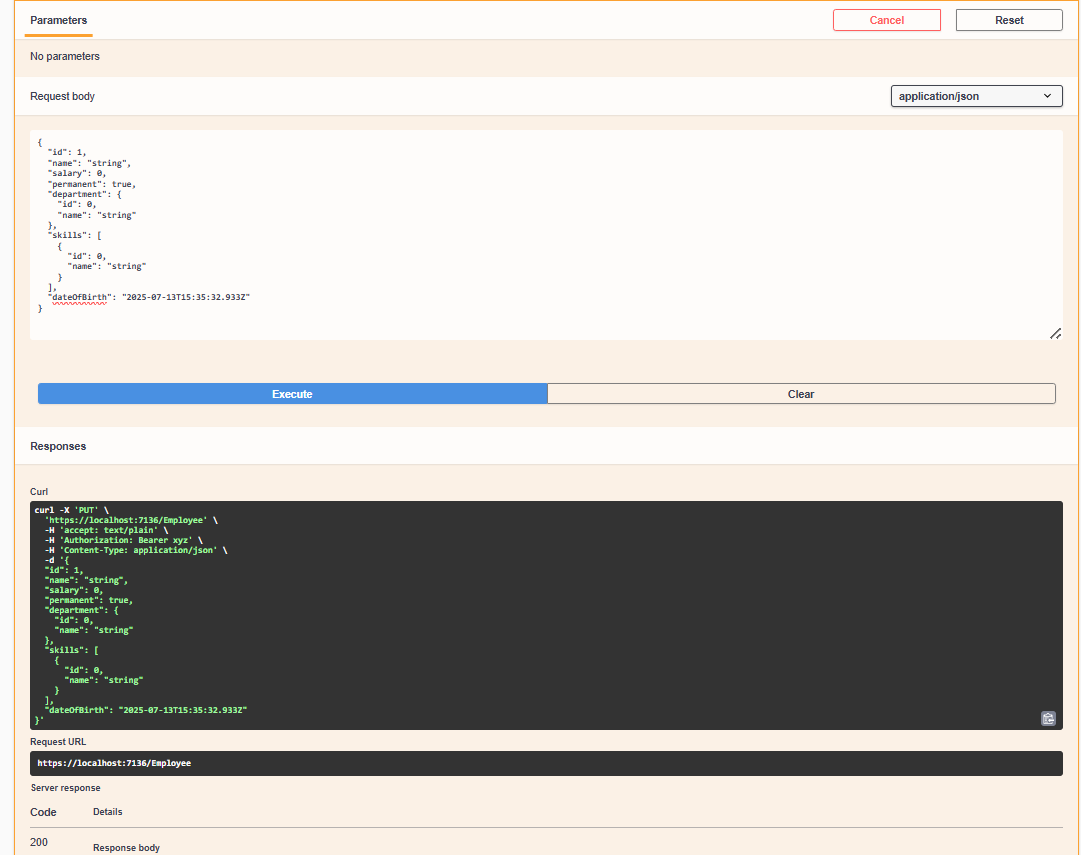 Parameters
Cancel
Reset
No parameters
Request body
application/json
{
  "id": 1,
  "name": "string",
  "salary": 0,
  "permanent": true,
  "department": {
    "id": 0,
    "name": "string"
  },
  "skills": [
    {
      "id": 0,
      "name": "string"
    }
  ],
  "dateOfBirth": "2025-07-13T15:35:32.933Z"
}
Execute
Clear
Responses
Curl
curl -X 'PUT' \
  'https://localhost:7136/Employee' \
  -H 'accept: text/plain' \
  -H 'Authorization: Bearer xyz' \
  -H 'Content-Type: application/json' \
  -d '{
  "id": 1,
  "name": "string",
  "salary": 0,
  "permanent": true,
  "department": {
    "id": 0,
    "name": "string"
  },
  "skills": [
    {
      "id": 0,
      "name": "string"
    }
  ],
  "dateOfBirth": "2025-07-13T15:35:32.933Z"
}'
Request URL
https://localhost:7136/Employee
Server response
Code
Details
200
Response body